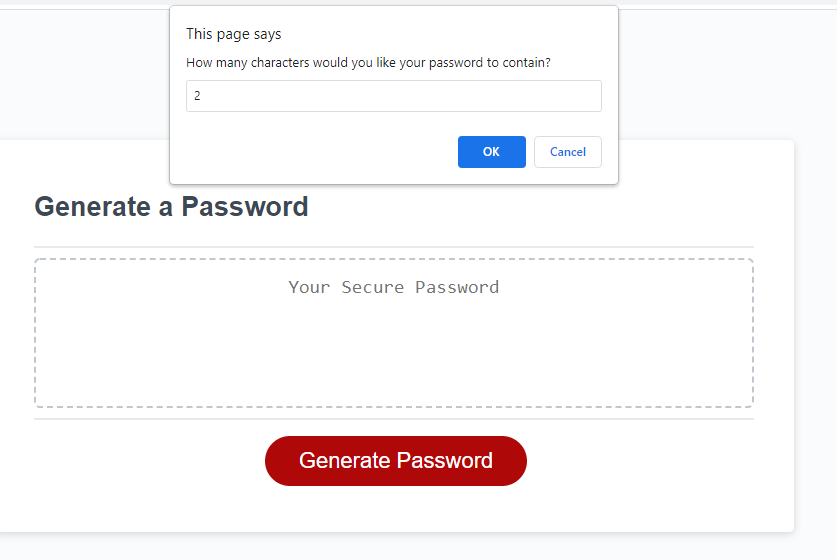 This page says
How many characters would you like your password to contain?
2
OK
Cancel
Generate a Password
Your Secure Password
Generate Password